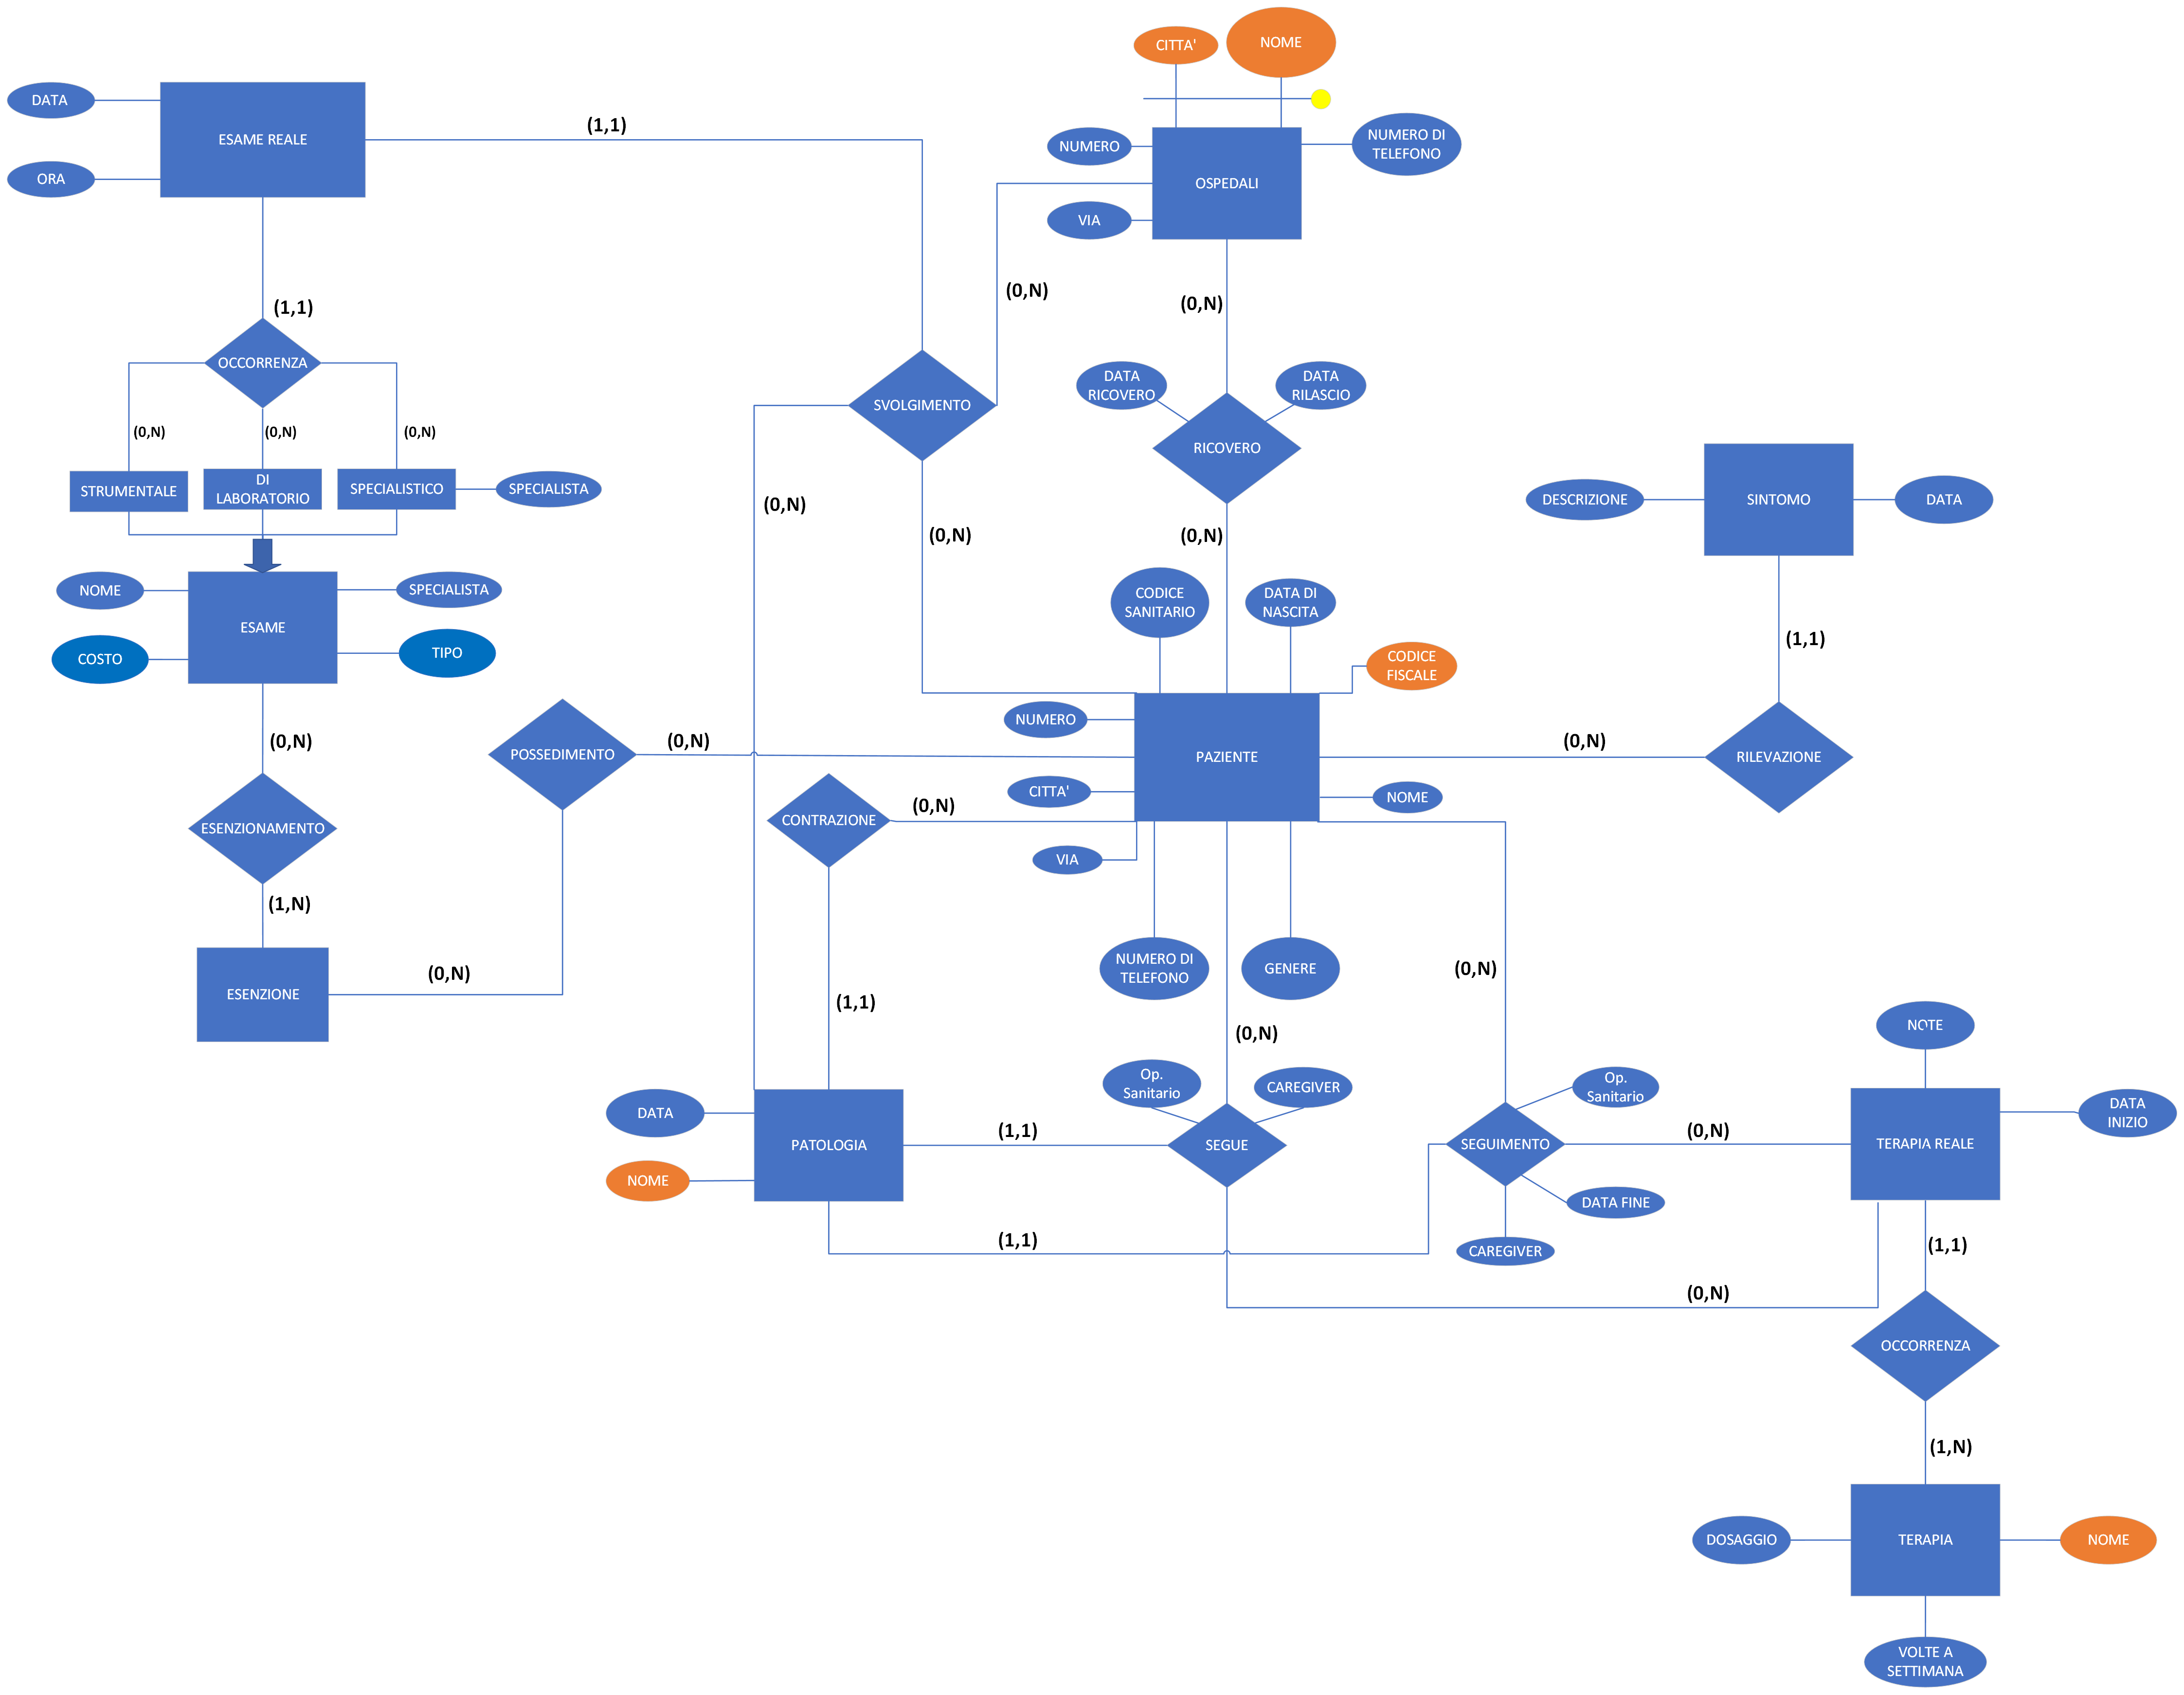 CITTA'
NOME
DATA
ESAME REALE
(1,1)
NUMERO
NUMERO DI
TELEFONO
ORA
OSPEDALI
VIA
(1,1)
(0,N)
(0,N)
OCCORRENZA
DATA
RICOVERO
DATA
RILASCIO
SVOLGIMENTO
(0,N)
(0,N)
(0,N)
RICOVERO
STRUMENTALE
DI
LABORATORIO
SPECIALISTICO
SPECIALISTA
(0,N)
(0,N)
(0,N)
DESCRIZIONE
SINTOMO
DATA
NOME
SPECIALISTA
CODICE
SANITARIO
DATA DI
NASCITA
ESAME
COSTO
TIPO
CODICE
FISCALE
(1,1)
NUMERO
(0,N)
POSSEDIMENTO
(0,N)
PAZIENTE
(0,N)
RILEVAZIONE
CITTA'
NOME
ESENZIONAMENTO
CONTRAZIONE
(0,N)
VIA
(1,N)
ESENZIONE
(0,N)
(1,1)
NUMERO DI
TELEFONO
GENERE
(0,N)
(0,N)
NOTE
Op.
Sanitario
CAREGIVER
Op.
Sanitario
DATA
DATA
INIZIO
PATOLOGIA
(1,1)
SEGUE
SEGUIMENTO
(0,N)
TERAPIA REALE
NOME
DATA FINE
(1,1)
CAREGIVER
(1,1)
(0,N)
OCCORRENZA
(1,N)
DOSAGGIO
TERAPIA
NOME
VOLTE A
SETTIMANA